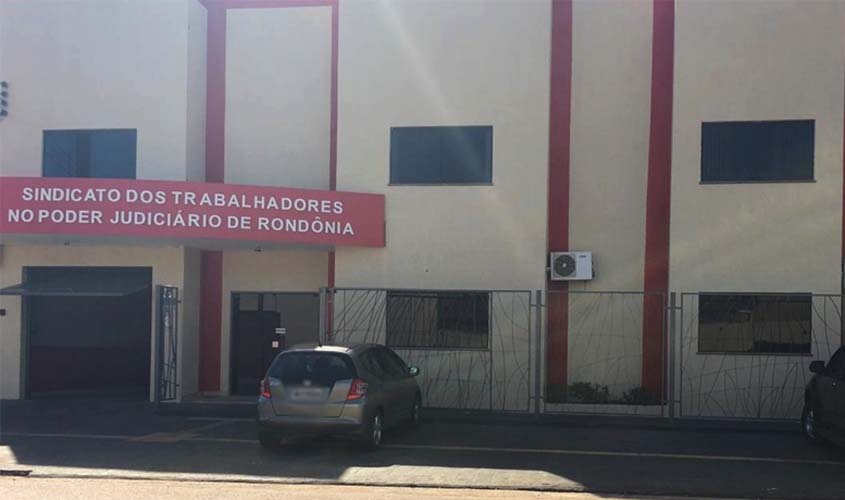 SINDICATO DOS TRABALHADORES
NO PODER JUDICIÁRIO DE RONDÔNIA